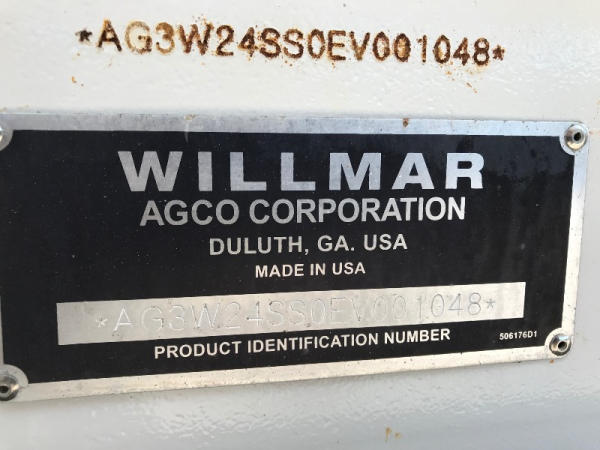 *AG3W24SS0EV001048*
WILLMAR
AGCO CORPORATION
DULUTH, GA. USA
MADE IN USA
*AG3W24SS0EV001048*
PRODUCT IDENTIFICATION NUMBER
506176D1